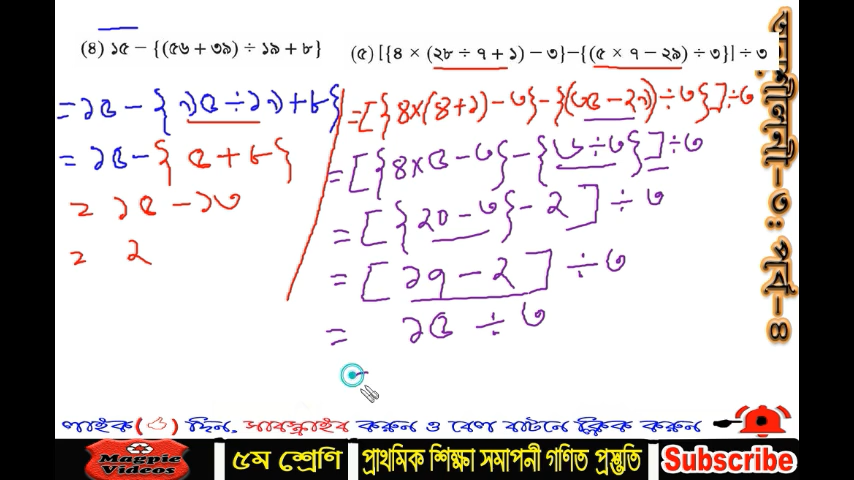 (৪) ১৫ − {(৫৬ + ৩৯) ÷ ১৯ + ৮}
= ১৫ − { ৯৫ ÷ ১৯ + ৮}
= ১৫ − { ৫ + ৮ }
= ১৫ − ১৩
= ২
(৫) [{৪ × (২৮ ÷ ৭ + ১) − ৩}−{(৫ × ৭ − ২৯) ÷ ৩}] ÷ ৩
= [{৪×(৪+১) − ৩} − {(৩৫ − ২৯) ÷ ৩}] ÷ ৩
= [{৪×৫ − ৩} − {৬ ÷ ৩}] ÷ ৩
= [{২০ − ৩} − ২] ÷ ৩
= [১৭ − ২] ÷ ৩
= ১৫ ÷ ৩
অনুশীলনী-৩: পর্ব-৪
লাইক( ) দিন, সাবস্ক্রাইব করুন ও বেল বাটনে ক্লিক করুন
Magpie Videos
৫ম শ্রেণি
প্রাথমিক শিক্ষা সমাপনী গণিত প্রস্তুতি
Subscribe